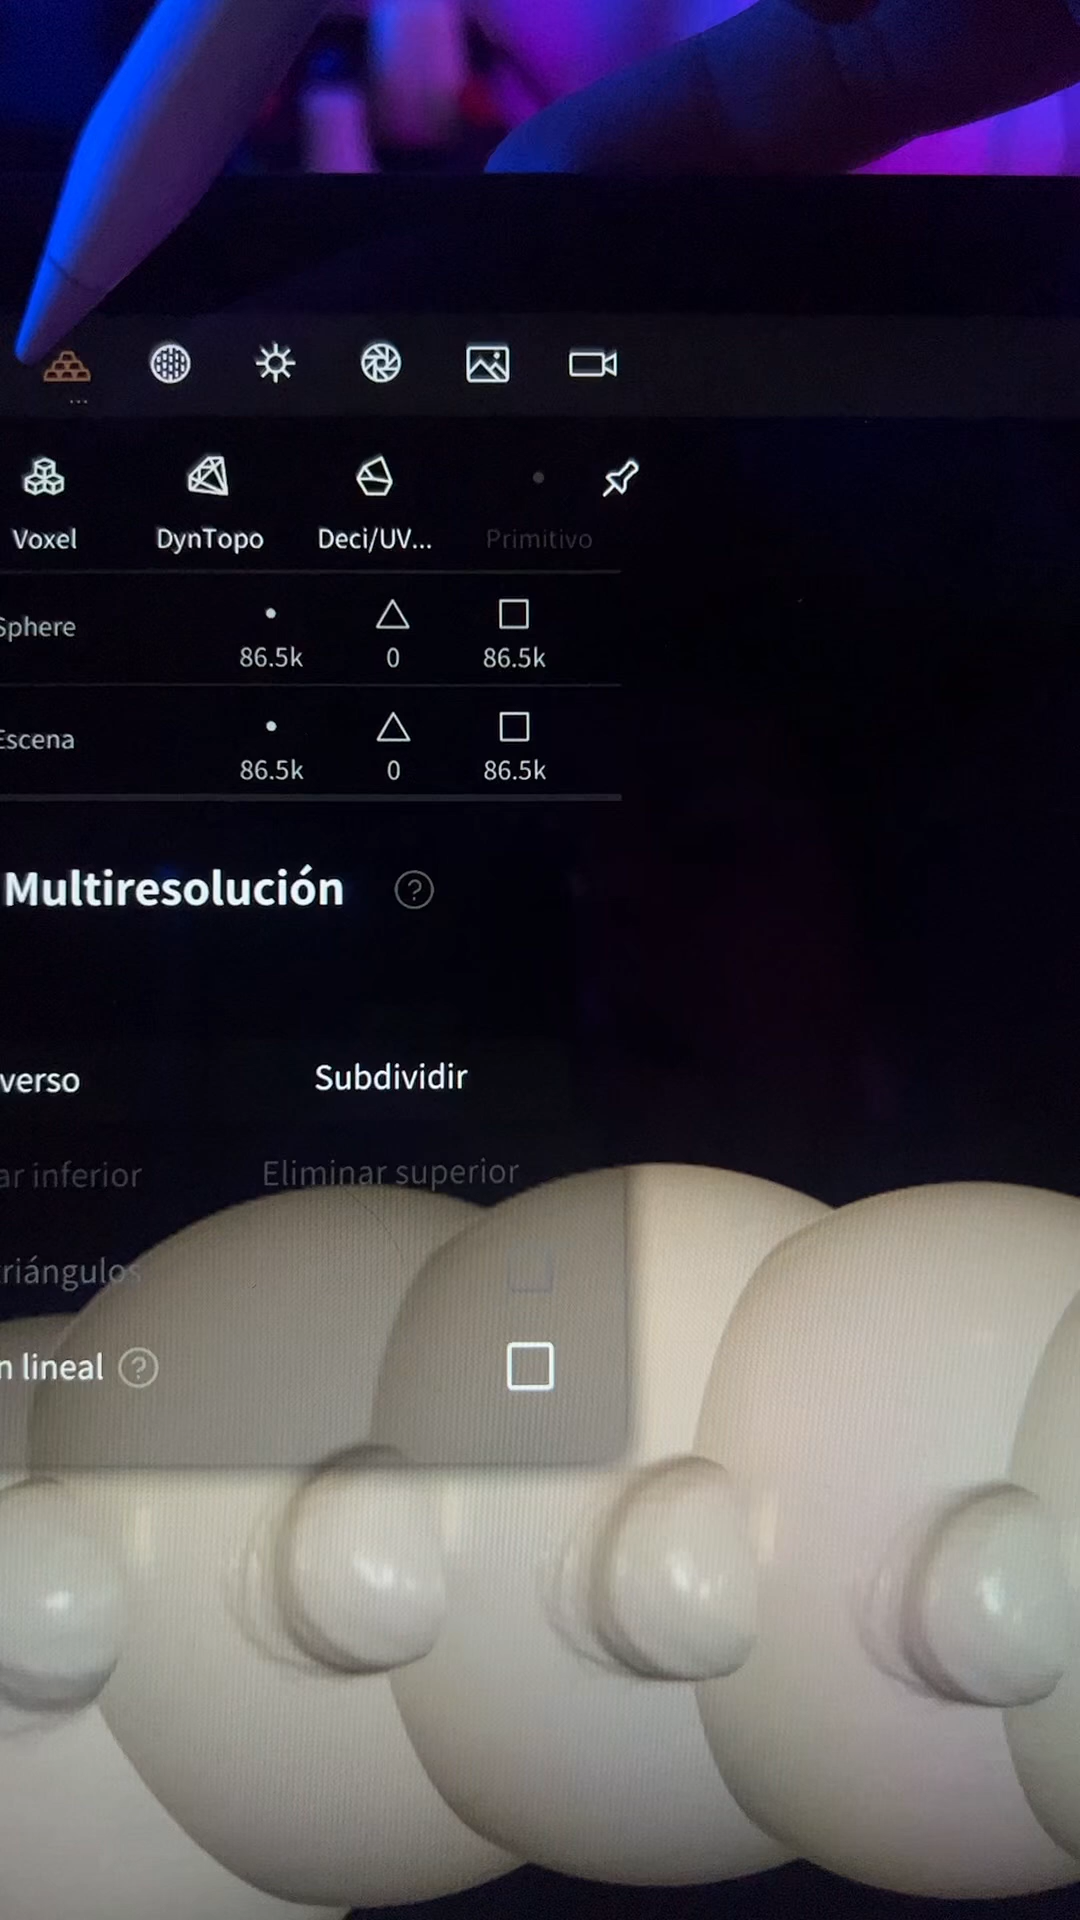 Voxel DynTopo Deci/UV... Primitivo
Sphere
86.5k 0 86.5k
Escena
86.5k 0 86.5k
Multiresolución ?
verso Subdividir
ar inferior Eliminar superior
riángulos
n lineal ?